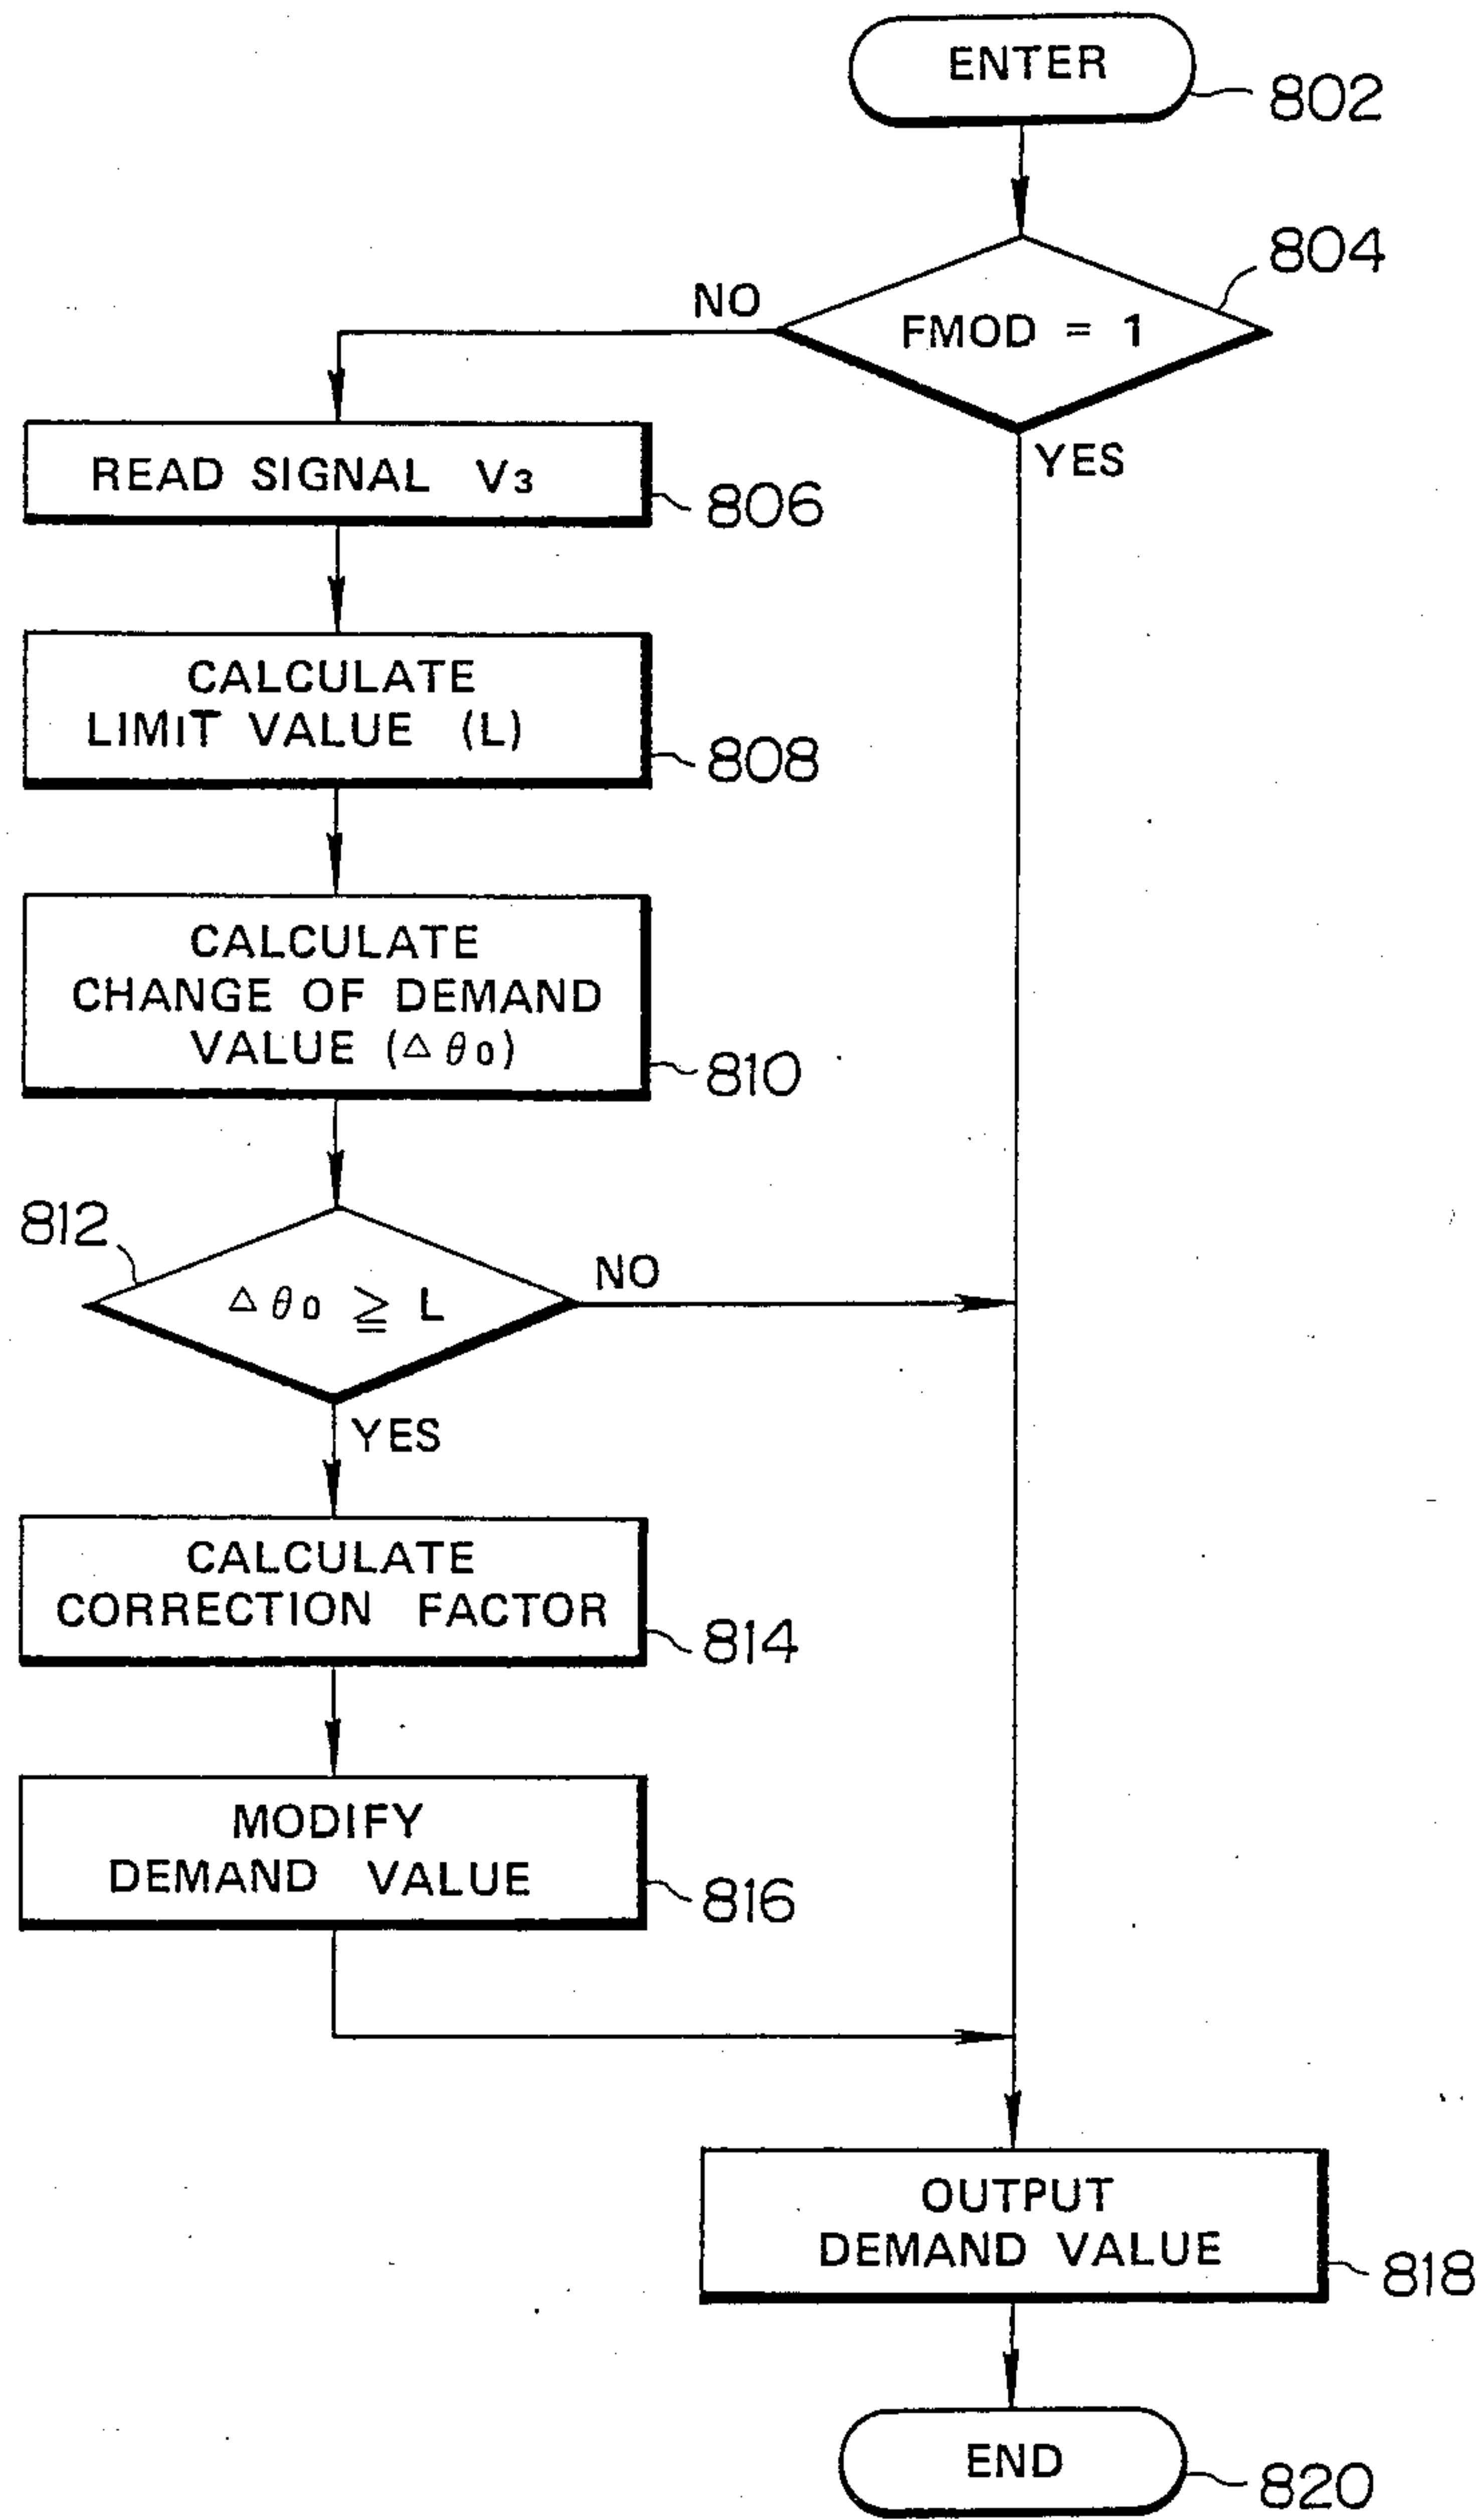 ENTER
802
804
NO
FMOD = 1
YES
READ SIGNAL V₃
806
CALCULATE
LIMIT VALUE (L)
808
CALCULATE
CHANGE OF DEMAND
VALUE (Δθ₀)
810
812
NO
Δθ₀ ≧ L
YES
CALCULATE
CORRECTION FACTOR
814
MODIFY
DEMAND VALUE
816
OUTPUT
DEMAND VALUE
818
END
820